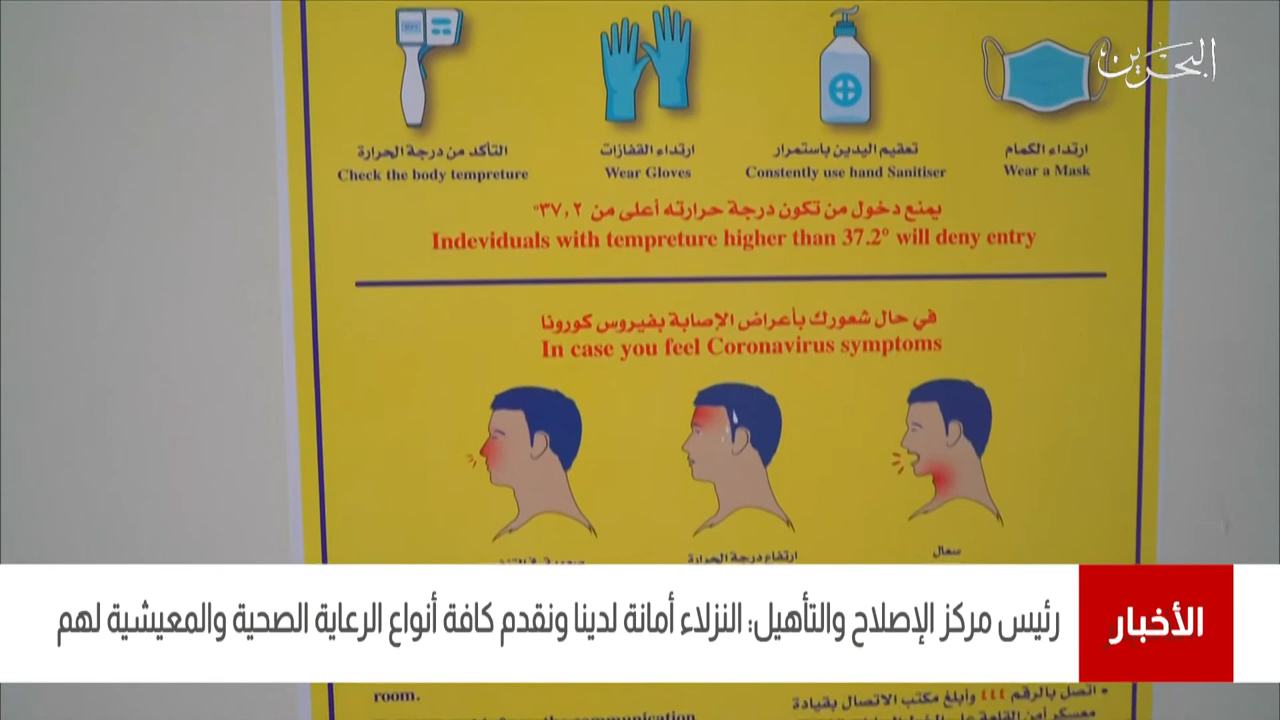 البحرين
التأكد من درجة الحرارة
Check the body tempreture
ارتداء القفازات
Wear Gloves
تعقيم اليدين باستمرار
Constently use hand Sanitiser
ارتداء الكمام
Wear a Mask
يمنع دخول من تكون درجة حرارته أعلى من ٣٧,٢°
Indeviduals with tempreture higher than 37.2° will deny entry
في حال شعورك بأعراض الإصابة بفيروس كورونا
In case you feel Coronavirus symptoms
ارتفاع درجة الحرارة
سعال
الأخبار
رئيس مركز الإصلاح والتأهيل: النزلاء أمانة لدينا ونقدم كافة أنواع الرعاية الصحية والمعيشية لهم
room.
• اتصل بالرقم ٤٤٤ وأبلغ مكتب الاتصال بقيادة
communication